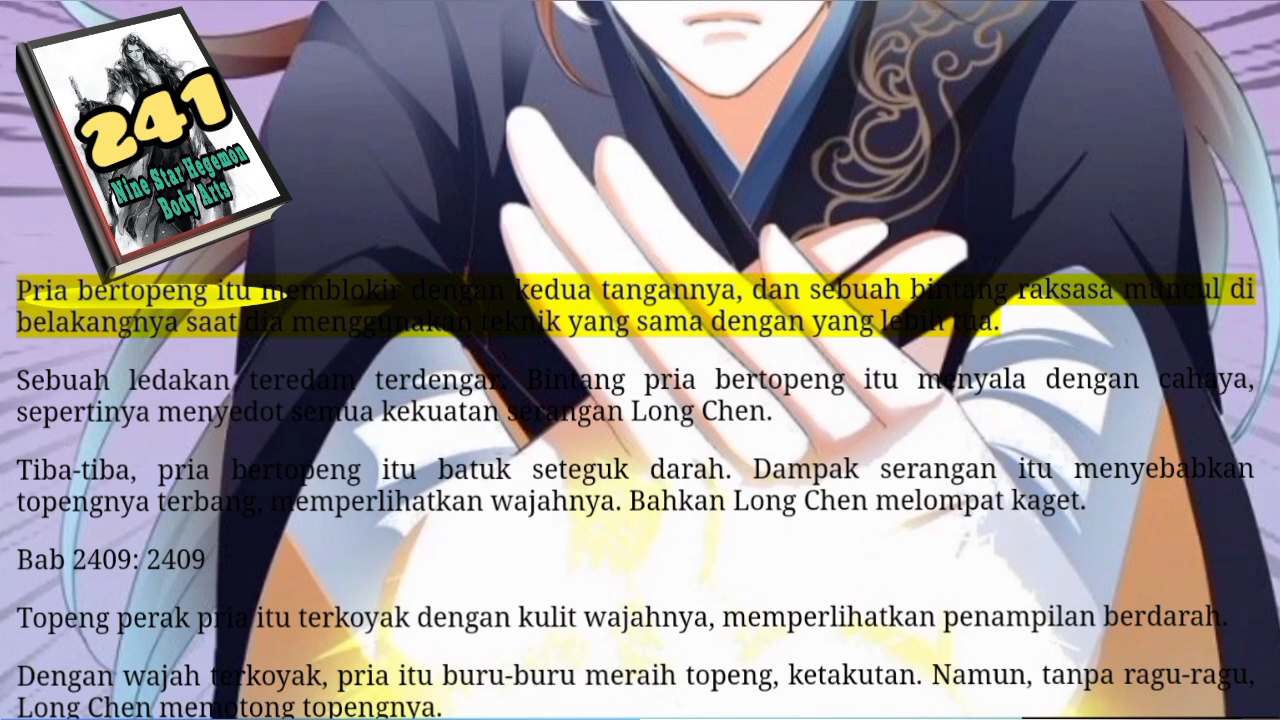 241
Nine Star Hegemon
Body Arts
Pria bertopeng itu memblokir dengan kedua tangannya, dan sebuah bintang raksasa muncul di
belakangnya saat dia menggunakan teknik yang sama dengan yang lebih tua.
Sebuah ledakan teredam terdengar. Bintang pria bertopeng itu menyala dengan cahaya,
sepertinya menyedot semua kekuatan serangan Long Chen.
Tiba-tiba, pria bertopeng itu batuk seteguk darah. Dampak serangan itu menyebabkan
topengnya terbang, memperlihatkan wajahnya. Bahkan Long Chen melompat kaget.
Bab 2409: 2409
Topeng perak pria itu terkoyak dengan kulit wajahnya, memperlihatkan penampilan berdarah.
Dengan wajah terkoyak, pria itu buru-buru meraih topeng, ketakutan. Namun, tanpa ragu-ragu,
Long Chen memotong topengnya.